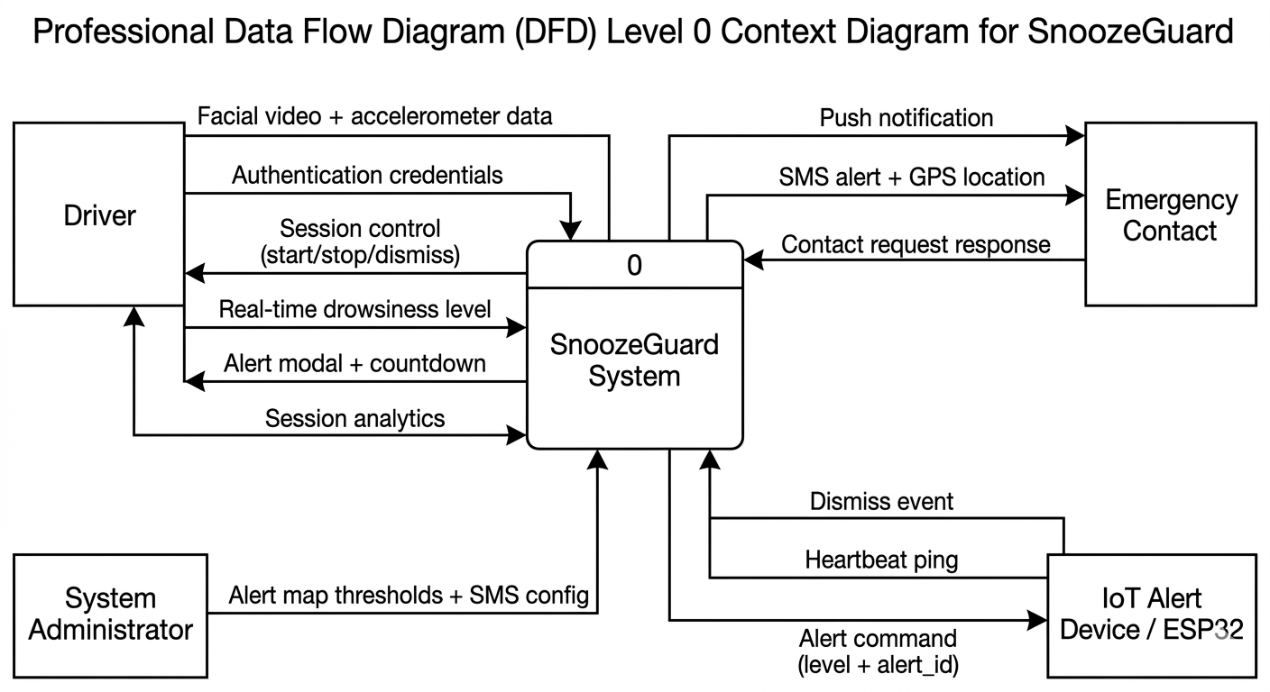 Professional Data Flow Diagram (DFD) Level 0 Context Diagram for SnoozeGuard
Facial video + accelerometer data
Authentication credentials
Driver
Session control
(start/stop/dismiss)
Real-time drowsiness level
Alert modal + countdown
Session analytics
0
SnoozeGuard
System
Push notification
SMS alert + GPS location
Contact request response
Emergency
Contact
System
Administrator
Alert map thresholds + SMS config
Dismiss event
Heartbeat ping
Alert command
(level + alert_id)
IoT Alert
Device / ESP32